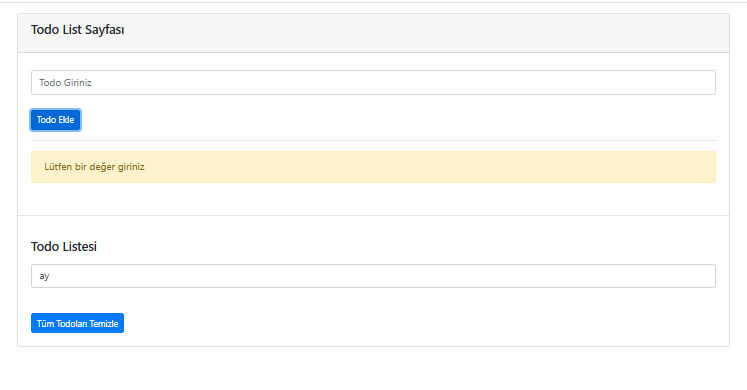 Todo List Sayfası
Todo Giriniz
Todo Ekle
Lütfen bir değer giriniz
Todo Listesi
ay
Tüm Todoları Temizle